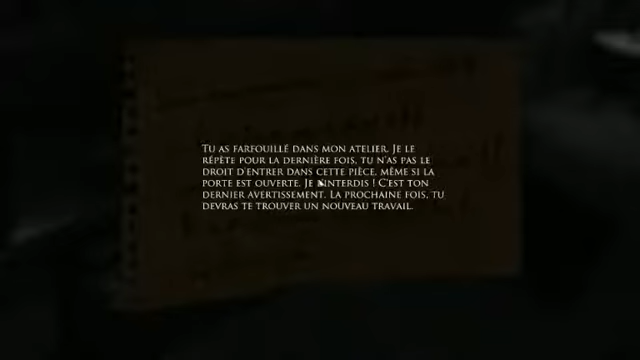 Tu as farfouillé dans mon atelier. Je le
répète pour la dernière fois, tu n'as pas le
droit d'entrer dans cette pièce, même si la
porte est ouverte. Je l'interdis ! C'est ton
dernier avertissement. La prochaine fois, tu
devras te trouver un nouveau travail.